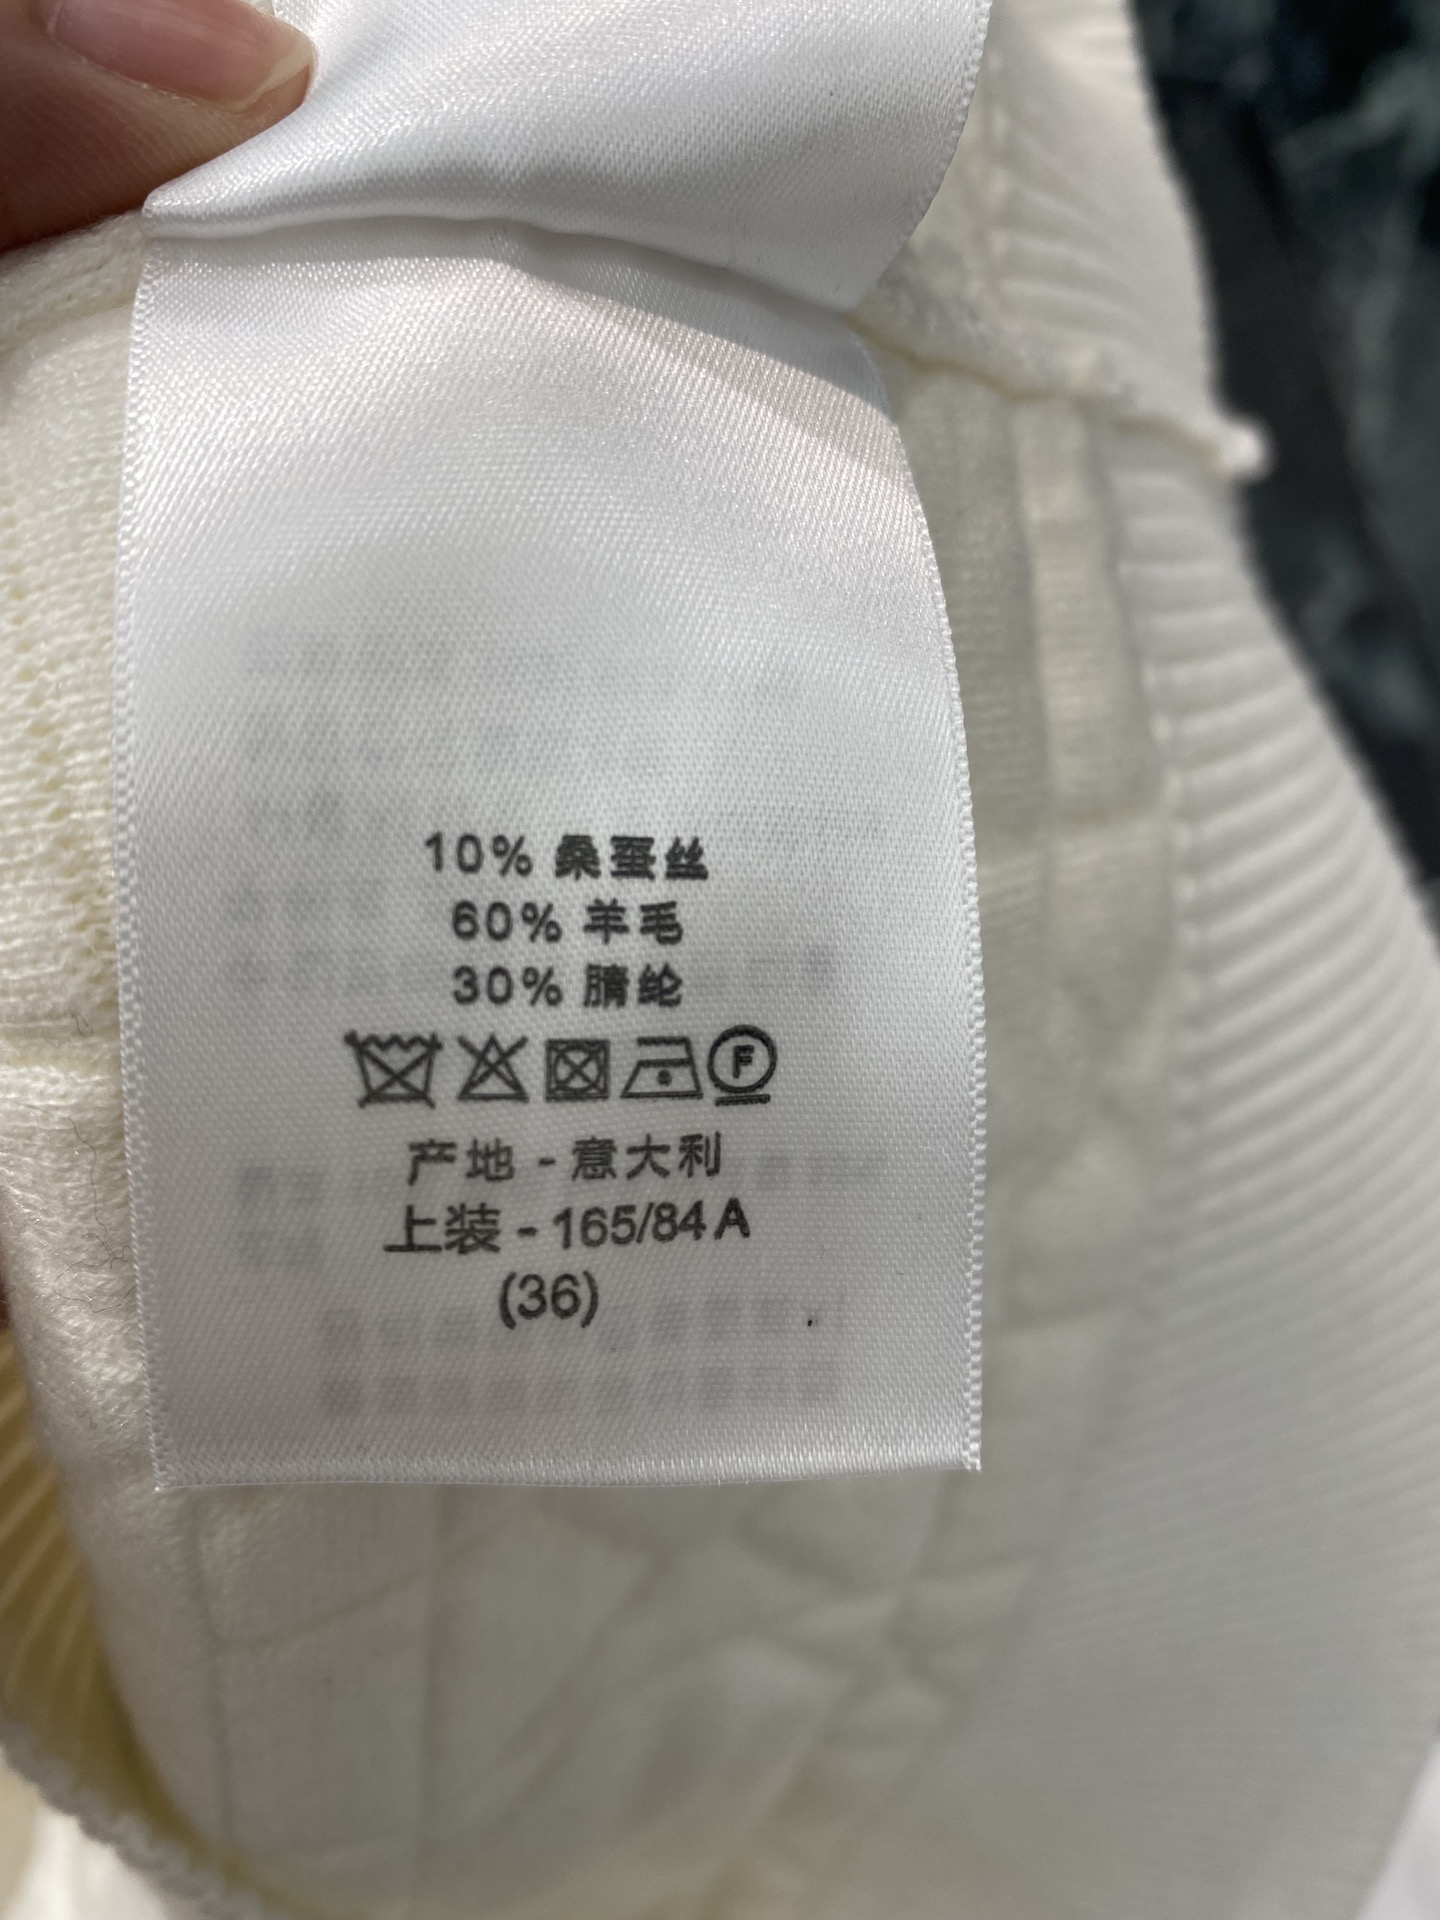 10% 桑蚕丝
60% 羊毛
30% 腈纶
F
产地 - 意大利
上装 - 165/84A
(36)